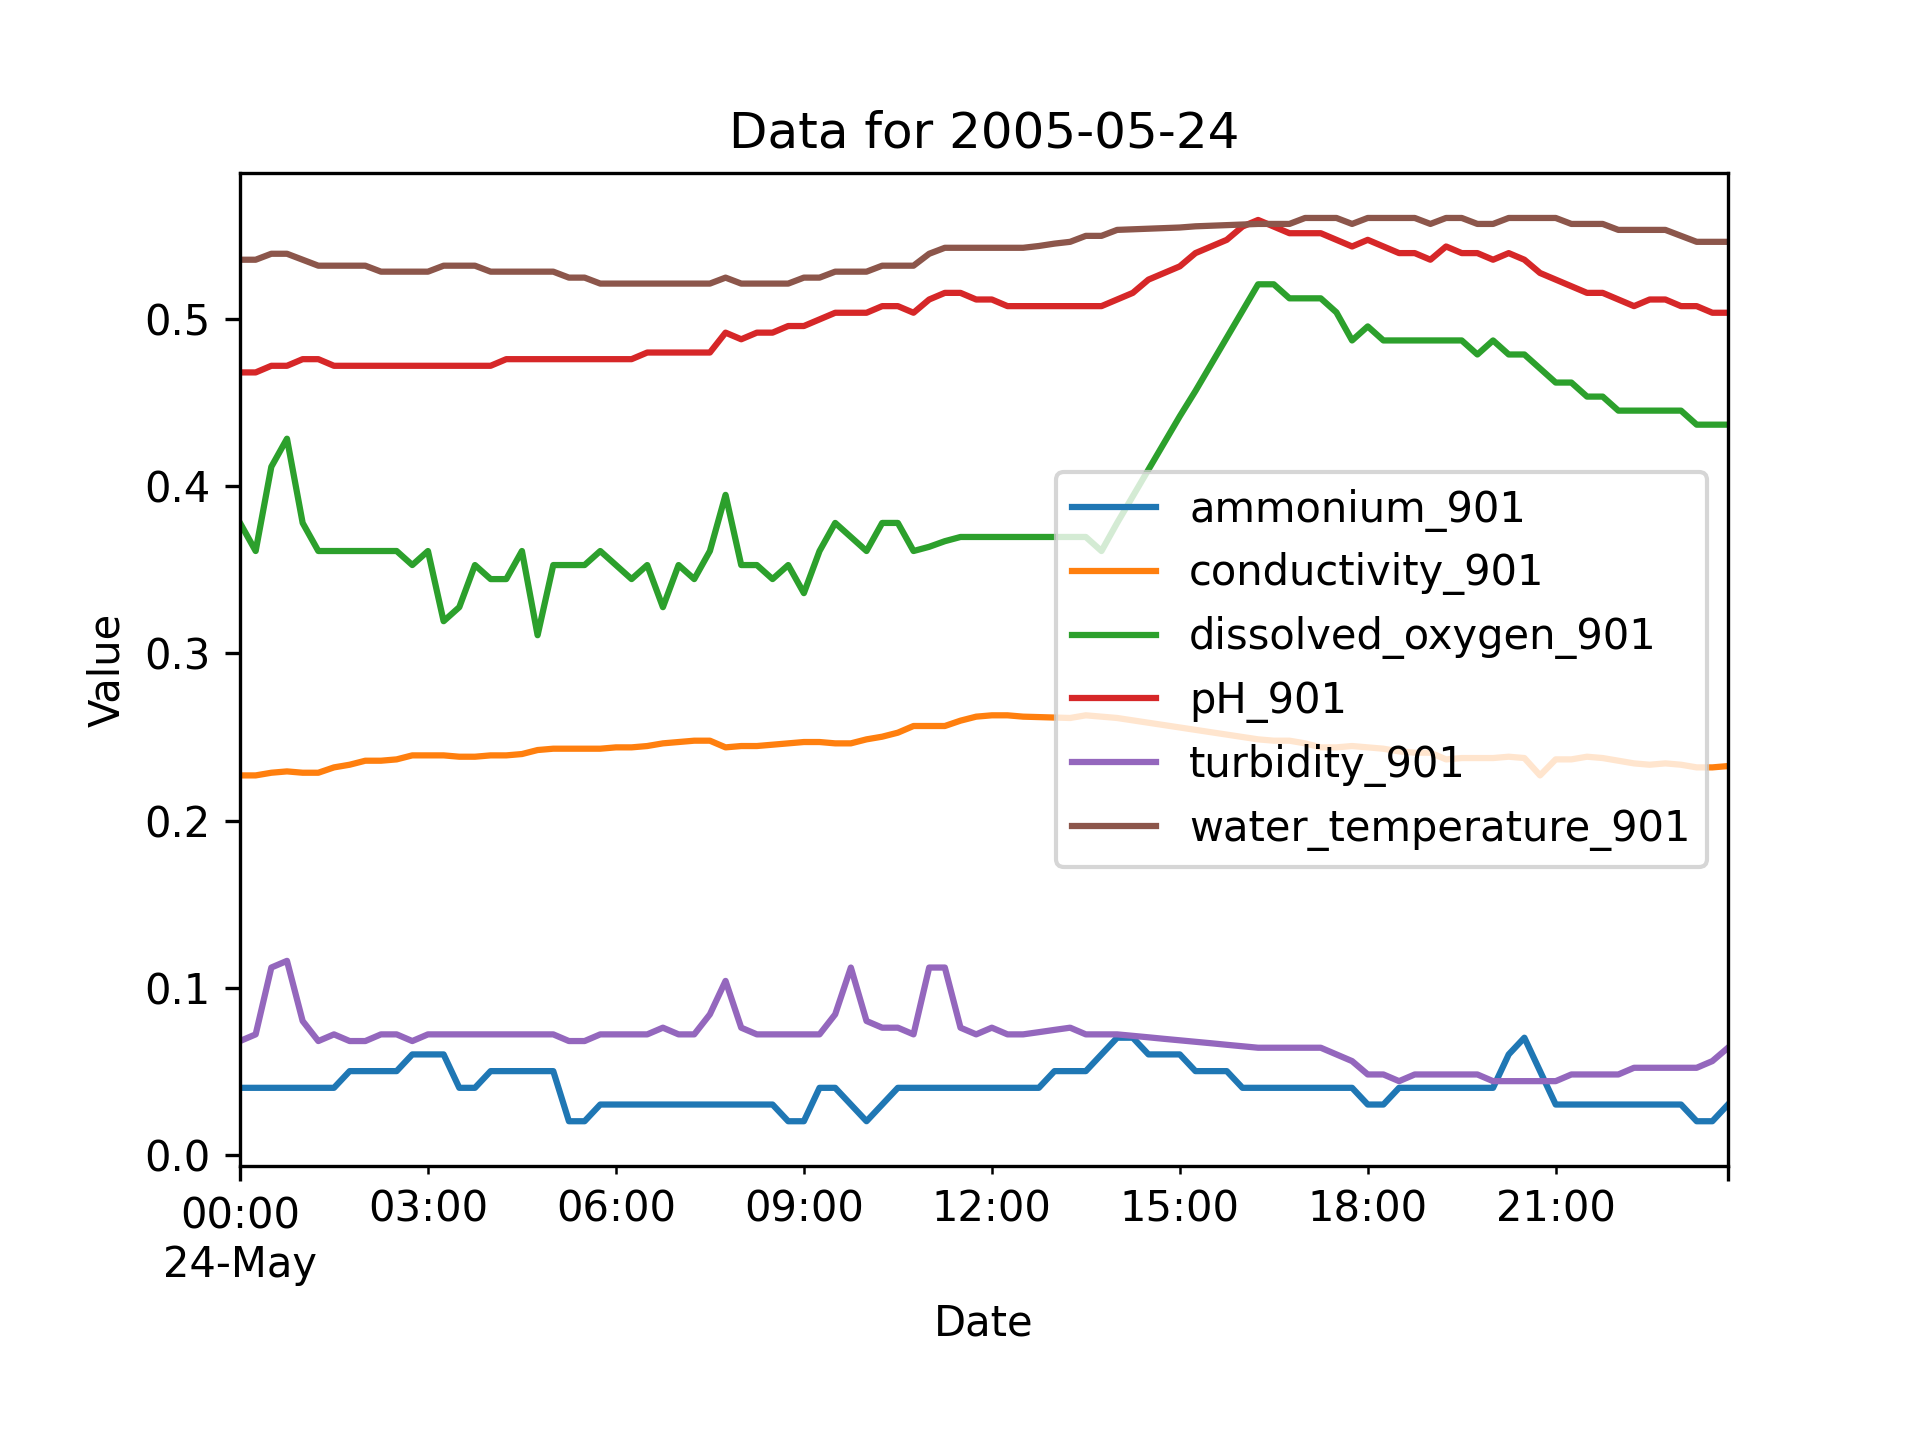 Data for 2005-05-24
Value
0.5
0.4
0.3
0.2
0.1
0.0
ammonium_901
conductivity_901
dissolved_oxygen_901
pH_901
turbidity_901
water_temperature_901
00:00 03:00 06:00 09:00 12:00 15:00 18:00 21:00
24-May
Date